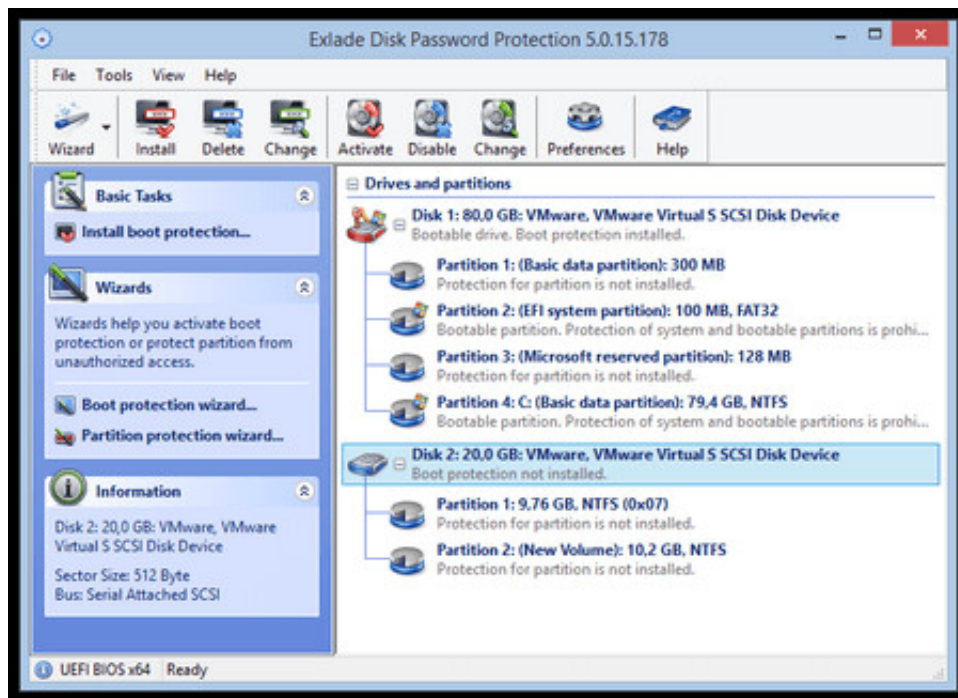 Exlade Disk Password Protection 5.0.15.178
File Tools View Help
Wizard Install Delete Change Activate Disable Change Preferences Help
Basic Tasks
Install boot protection...
Wizards
Wizards help you activate boot
protection or protect partition from
unauthorized access.
Boot protection wizard...
Partition protection wizard...
Information
Disk 2: 20,0 GB: VMware, VMware
Virtual S SCSI Disk Device
Sector Size: 512 Byte
Bus: Serial Attached SCSI
Drives and partitions
Disk 1: 80,0 GB: VMware, VMware Virtual S SCSI Disk Device
Bootable drive. Boot protection installed.
Partition 1: (Basic data partition): 300 MB
Protection for partition is not installed.
Partition 2: (EFI system partition): 100 MB, FAT32
Bootable partition. Protection of system and bootable partitions is prohi...
Partition 3: (Microsoft reserved partition): 128 MB
Protection for partition is not installed.
Partition 4: C: (Basic data partition): 79,4 GB, NTFS
Bootable partition. Protection of system and bootable partitions is prohi...
Disk 2: 20,0 GB: VMware, VMware Virtual S SCSI Disk Device
Boot protection not installed.
Partition 1: 9,76 GB, NTFS (0x07)
Protection for partition is not installed.
Partition 2: (New Volume): 10,2 GB, NTFS
Protection for partition is not installed.
UEFI BIOS x64 Ready